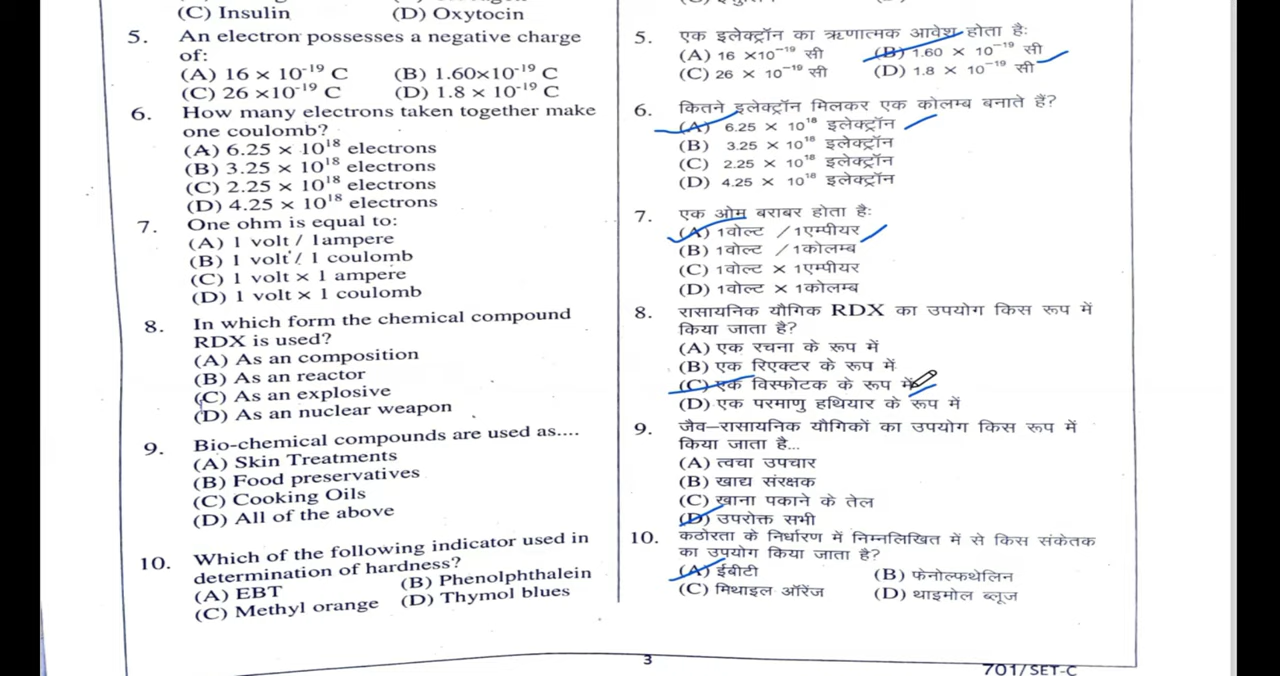 (C) Insulin (D) Oxytocin
5. An electron possesses a negative charge
of:
(A) 16 × 10⁻¹⁹ C (B) 1.60×10⁻¹⁹ C
(C) 26 ×10⁻¹⁹ C (D) 1.8 × 10⁻¹⁹ C
6. How many electrons taken together make
one coulomb?
(A) 6.25 × 10¹⁸ electrons
(B) 3.25 × 10¹⁸ electrons
(C) 2.25 × 10¹⁸ electrons
(D) 4.25 × 10¹⁸ electrons
7. One ohm is equal to:
(A) 1 volt / 1ampere
(B) 1 volt / 1 coulomb
(C) 1 volt × 1 ampere
(D) 1 volt × 1 coulomb
8. In which form the chemical compound
RDX is used?
(A) As an composition
(B) As an reactor
(C) As an explosive
(D) As an nuclear weapon
9. Bio-chemical compounds are used as....
(A) Skin Treatments
(B) Food preservatives
(C) Cooking Oils
(D) All of the above
10. Which of the following indicator used in
determination of hardness?
(A) EBT (B) Phenolphthalein
(C) Methyl orange (D) Thymol blues
5. एक इलेक्ट्रॉन का ऋणात्मक आवेश होता है:
(A) 16 ×10⁻¹⁹ सी (B) 1.60 × 10⁻¹⁹ सी
(C) 26 × 10⁻¹⁹ सी (D) 1.8 × 10⁻¹⁹ सी
6. कितने इलेक्ट्रॉन मिलकर एक कोलम्ब बनाते हैं?
(A) 6.25 × 10¹⁸ इलेक्ट्रॉन
(B) 3.25 × 10¹⁸ इलेक्ट्रॉन
(C) 2.25 × 10¹⁸ इलेक्ट्रॉन
(D) 4.25 × 10¹⁸ इलेक्ट्रॉन
7. एक ओम बराबर होता है:
(A) 1वोल्ट / 1एम्पीयर
(B) 1वोल्ट / 1कोलम्ब
(C) 1वोल्ट × 1एम्पीयर
(D) 1वोल्ट × 1कोलम्ब
8. रासायनिक यौगिक RDX का उपयोग किस रूप में
किया जाता है?
(A) एक रचना के रूप में
(B) एक रिएक्टर के रूप में
(C) एक विस्फोटक के रूप में
(D) एक परमाणु हथियार के रूप में
9. जैव–रासायनिक यौगिकों का उपयोग किस रूप में
किया जाता है...
(A) त्वचा उपचार
(B) खाद्य संरक्षक
(C) खाना पकाने के तेल
(D) उपरोक्त सभी
10. कठोरता के निर्धारण में निम्नलिखित में से किस संकेतक
का उपयोग किया जाता है?
(A) ईबीटी (B) फेनोल्फथेलिन
(C) मिथाइल ऑरेंज (D) थाइमोल ब्लूज
3
701/SET-C